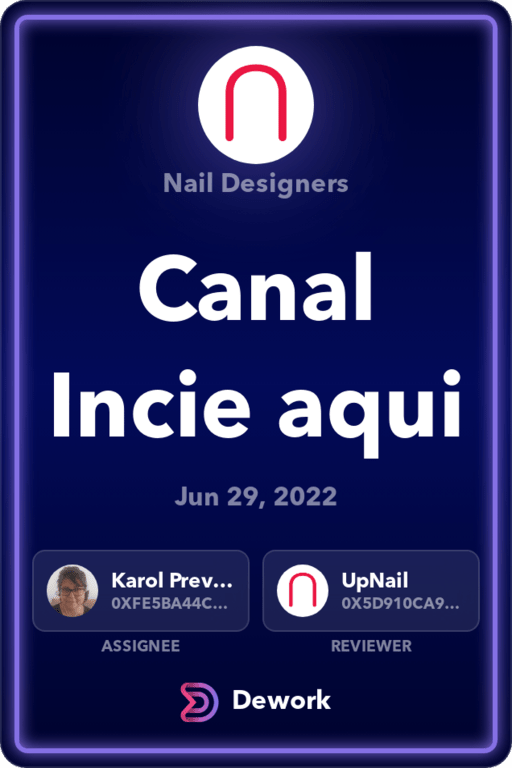 Nail Designers
Canal
Incie aqui
Jun 29, 2022
Karol Prev...
UpNail
0XFE5BA44C...
0X5D910CA9...
ASSIGNEE
REVIEWER
Dework